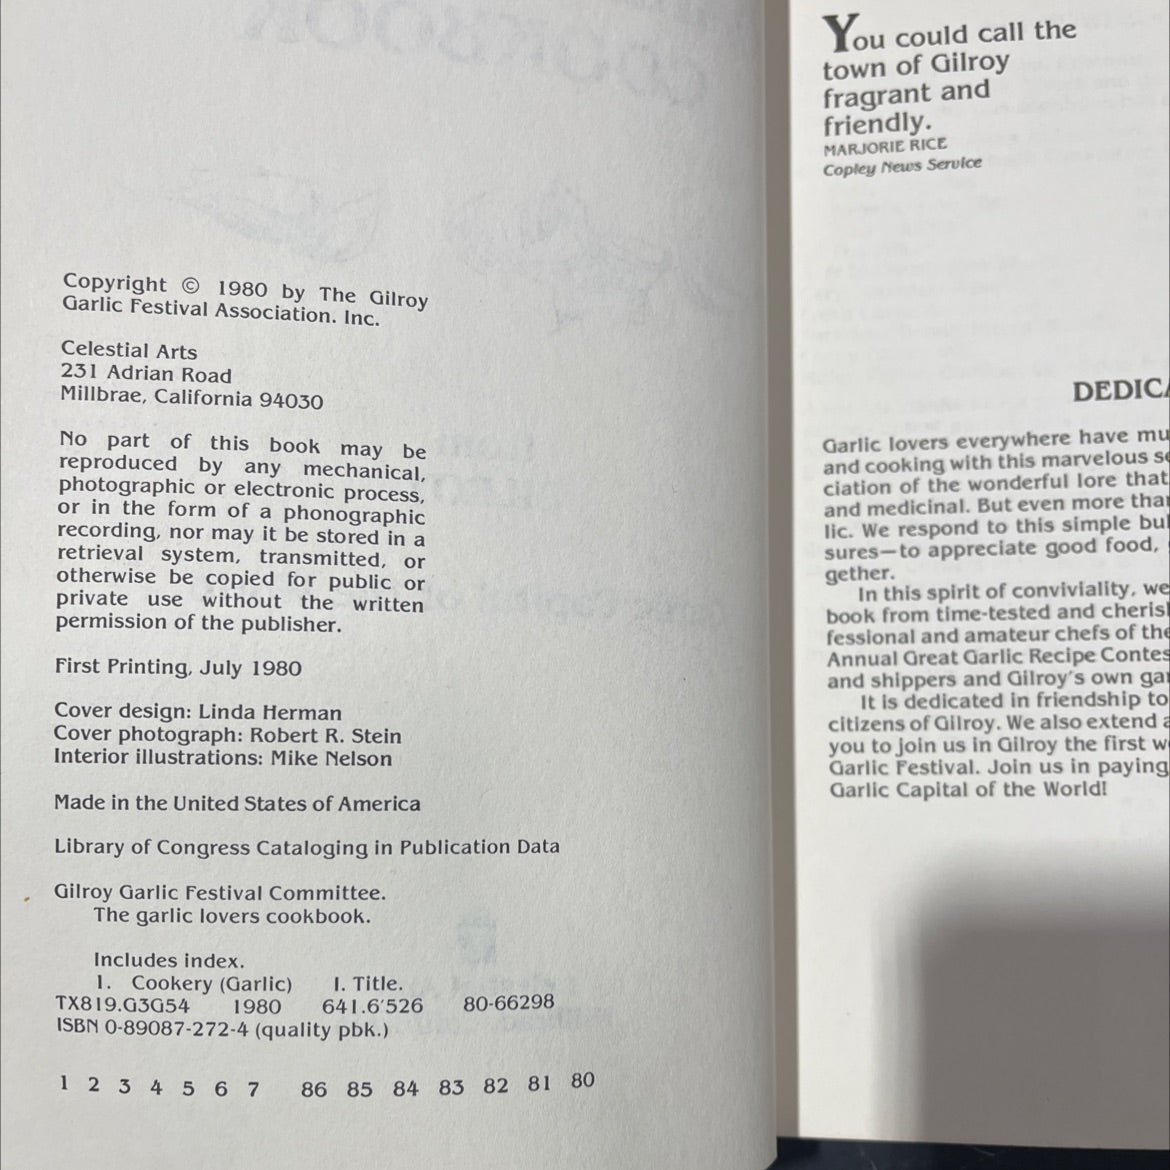 Copyright © 1980 by The Gilroy
Garlic Festival Association. Inc.
Celestial Arts
231 Adrian Road
Millbrae, California 94030
No part of this book may be
reproduced by any mechanical,
photographic or electronic process,
or in the form of a phonographic
recording, nor may it be stored in a
retrieval system, transmitted, or
otherwise be copied for public or
private use without the written
permission of the publisher.
First Printing, July 1980
Cover design: Linda Herman
Cover photograph: Robert R. Stein
Interior illustrations: Mike Nelson
Made in the United States of America
Library of Congress Cataloging in Publication Data
Gilroy Garlic Festival Committee.
The garlic lovers cookbook.
Includes index.
1. Cookery (Garlic) I. Title.
TX819.G3G54 1980 641.6'526 80-66298
ISBN 0-89087-272-4 (quality pbk.)
1 2 3 4 5 6 7 86 85 84 83 82 81 80
You could call the
town of Gilroy
fragrant and
friendly.
MARJORIE RICE
Copley News Service
DEDICA
Garlic lovers everywhere have mu
and cooking with this marvelous se
ciation of the wonderful lore that
and medicinal. But even more than
lic. We respond to this simple bul
sures—to appreciate good food,
gether.
In this spirit of conviviality, we
book from time-tested and cherish
fessional and amateur chefs of the
Annual Great Garlic Recipe Contes
and shippers and Gilroy's own gar
It is dedicated in friendship to
citizens of Gilroy. We also extend a
you to join us in Gilroy the first we
Garlic Festival. Join us in paying
Garlic Capital of the World!